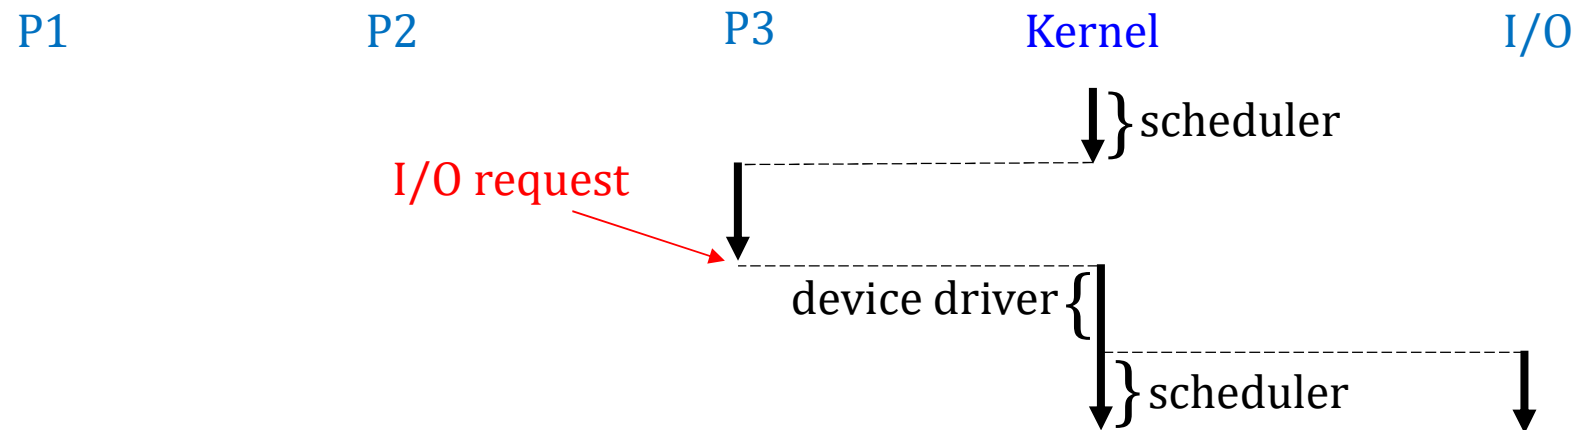 P1 P2 P3 Kernel I/O
scheduler
I/O request
device driver
scheduler